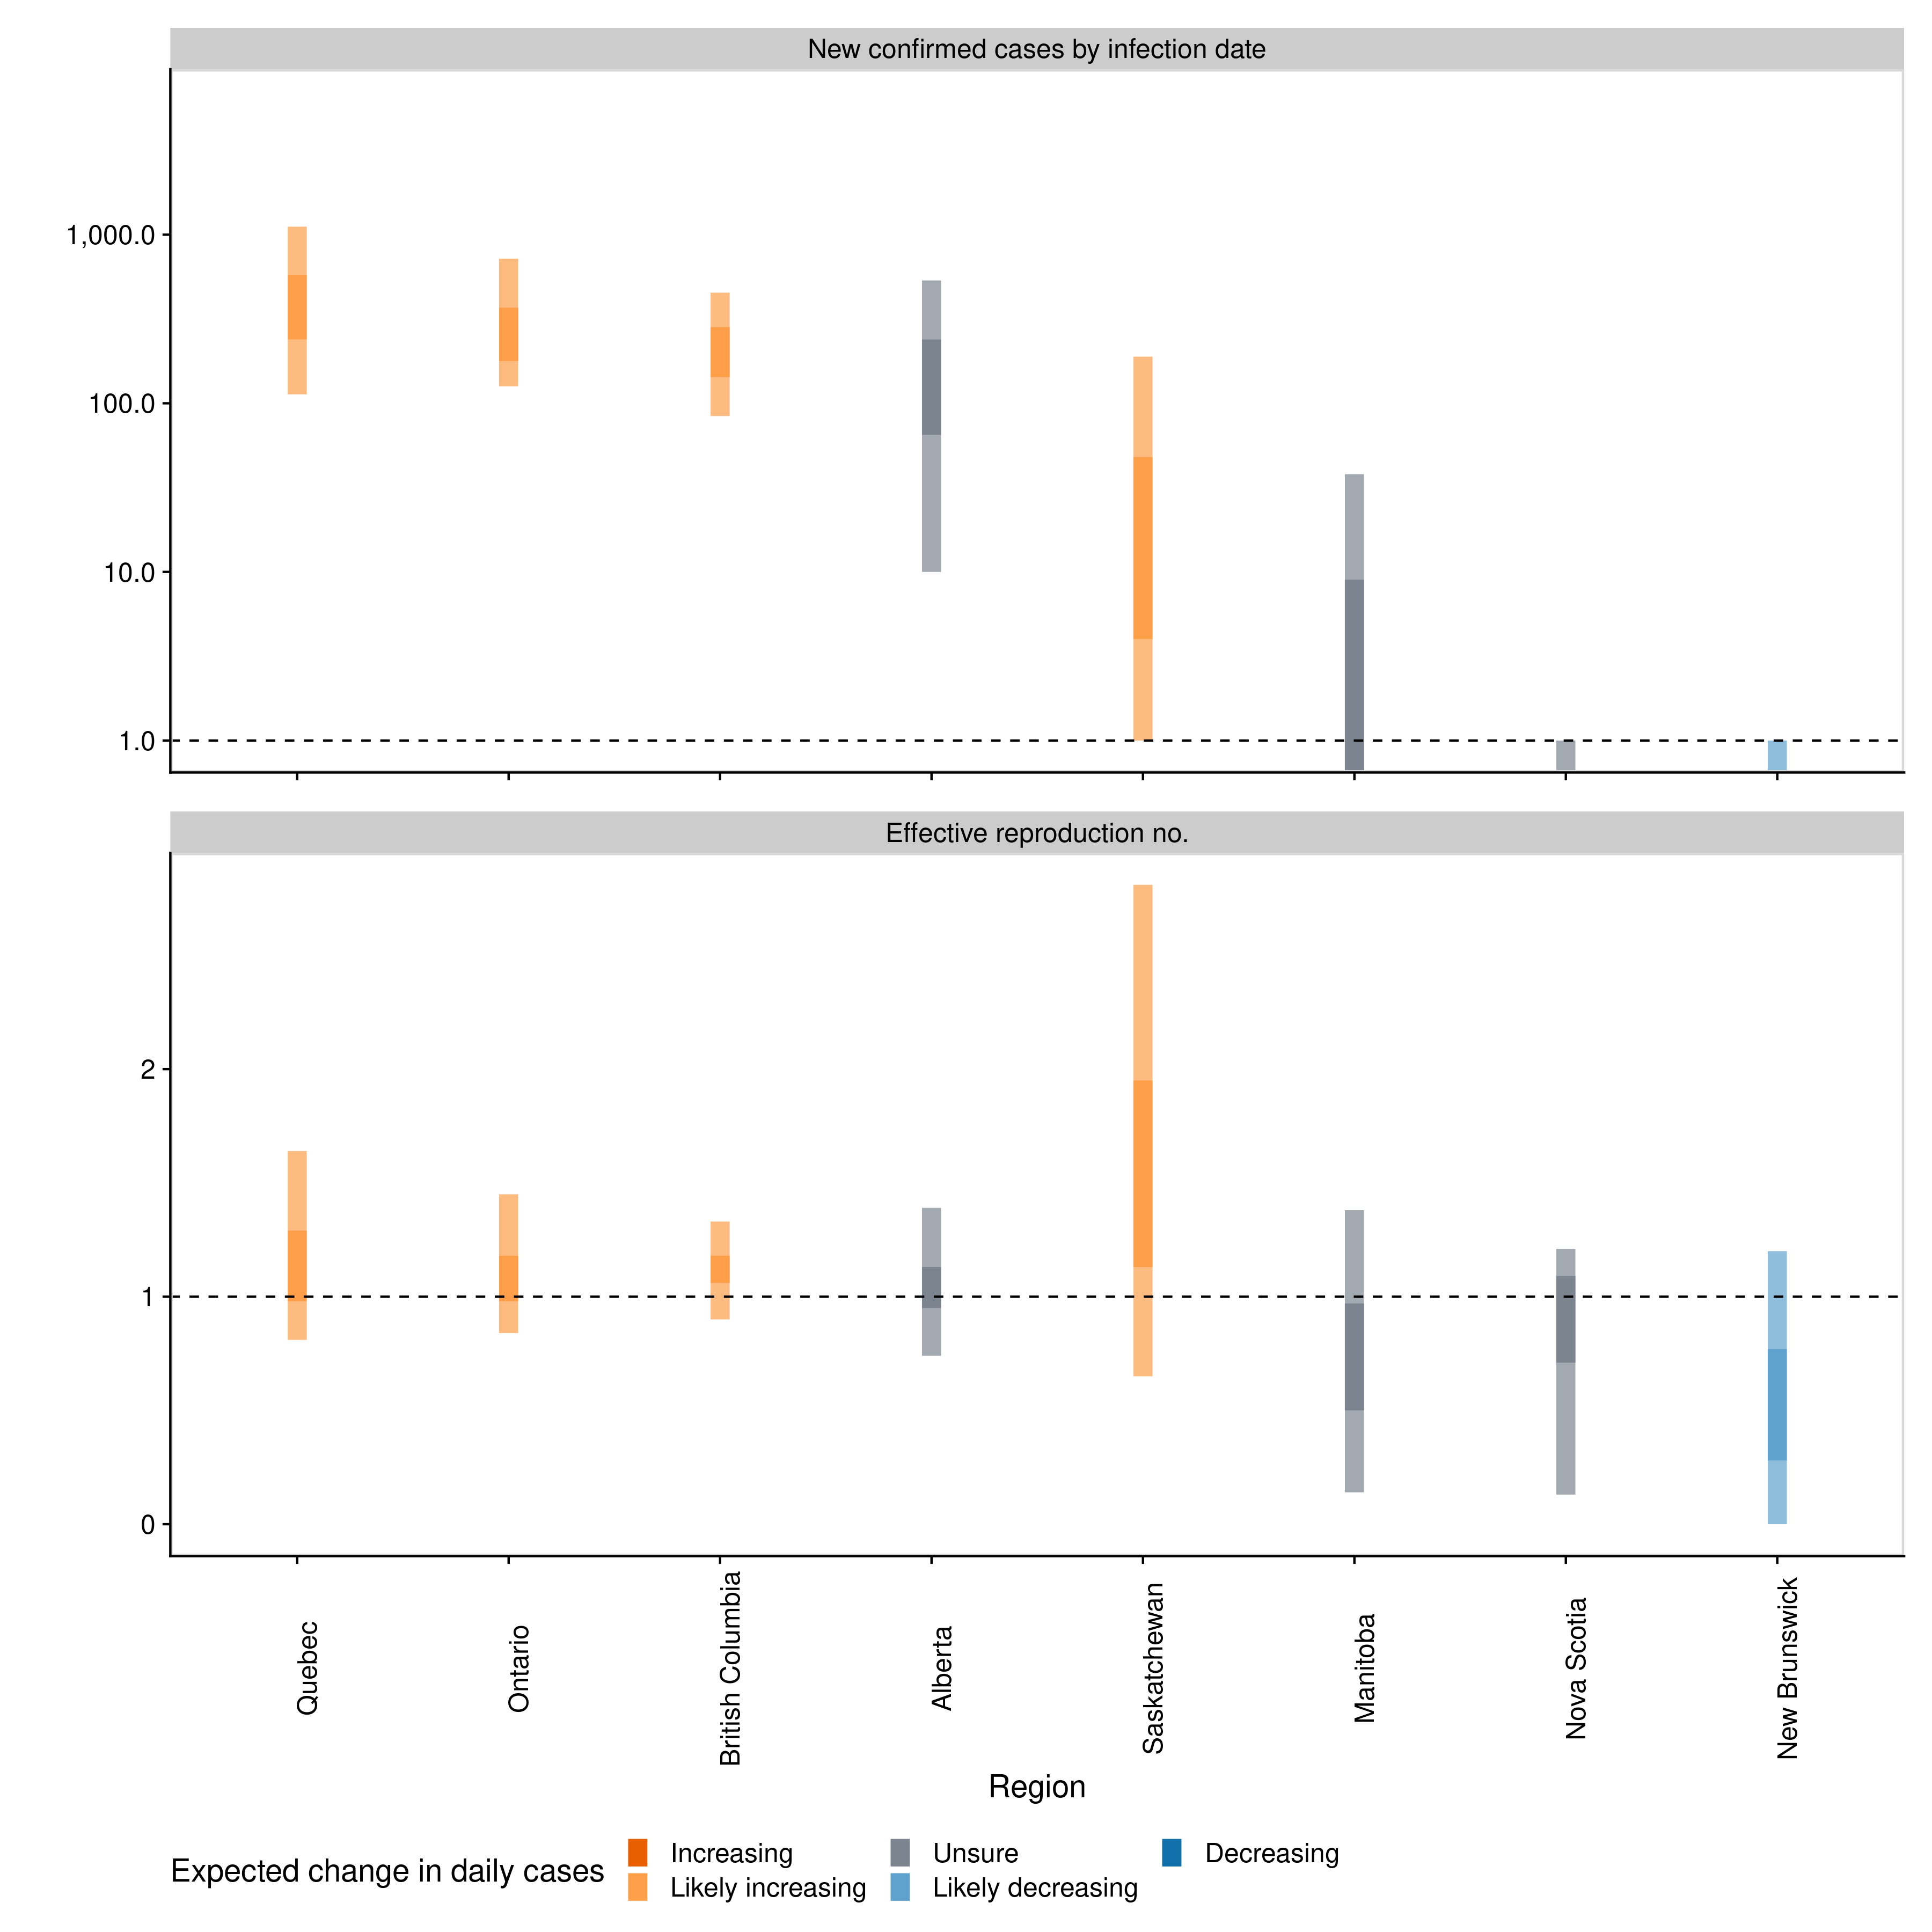 New confirmed cases by infection date
1,000.0
100.0
10.0
1.0
Effective reproduction no.
2
1
0
Quebec
Ontario
British Columbia
Alberta
Saskatchewan
Manitoba
Nova Scotia
New Brunswick
Region
Expected change in daily cases
Increasing
Unsure
Decreasing
Likely increasing
Likely decreasing